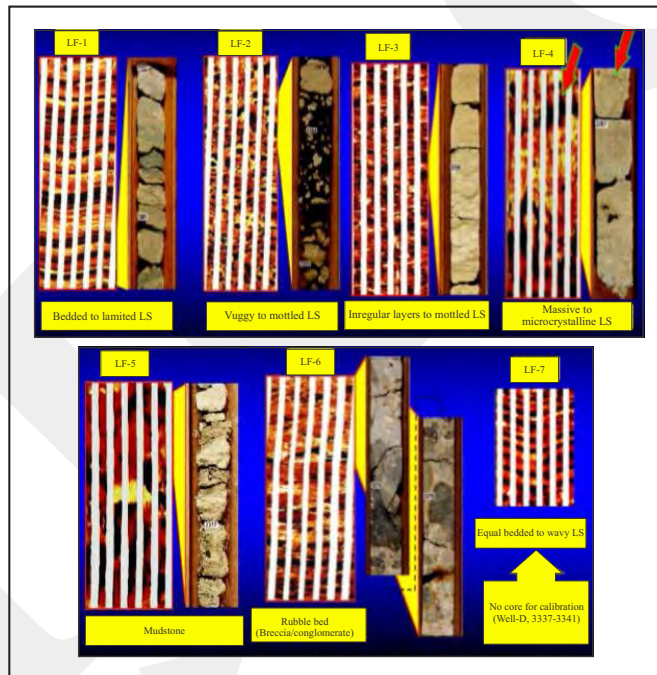 LF-1
LF-2
LF-3
LF-4
Bedded to lamited LS
Vuggy to mottled LS
Inregular layers to mottled LS
Massive to
microcrystalline LS
LF-5
LF-6
LF-7
Mudstone
Rubble bed
(Breccia/conglomerate)
Equal bedded to wavy LS
No core for calibration
(Well-D, 3337-3341)